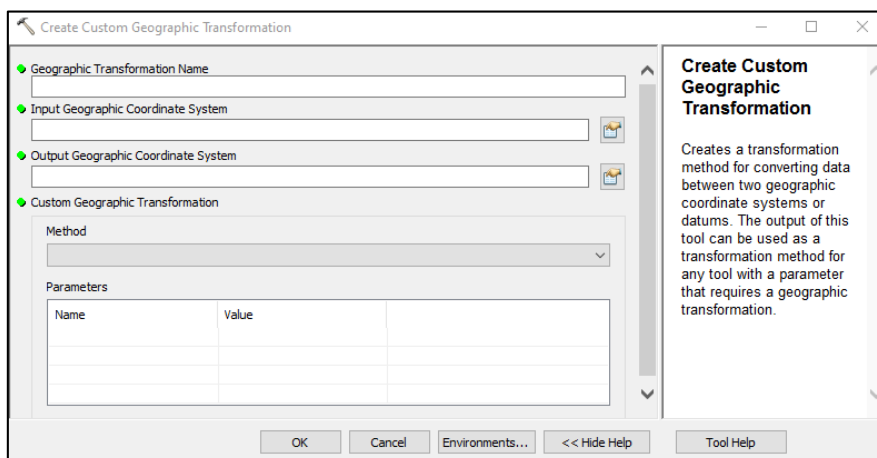 Create Custom Geographic Transformation
Geographic Transformation Name
Input Geographic Coordinate System
Output Geographic Coordinate System
Custom Geographic Transformation
Method
Parameters
Name Value
OK Cancel Environments... << Hide Help Tool Help
Create Custom
Geographic
Transformation
Creates a transformation
method for converting data
between two geographic
coordinate systems or
datums. The output of this
tool can be used as a
transformation method for
any tool with a parameter
that requires a geographic
transformation.